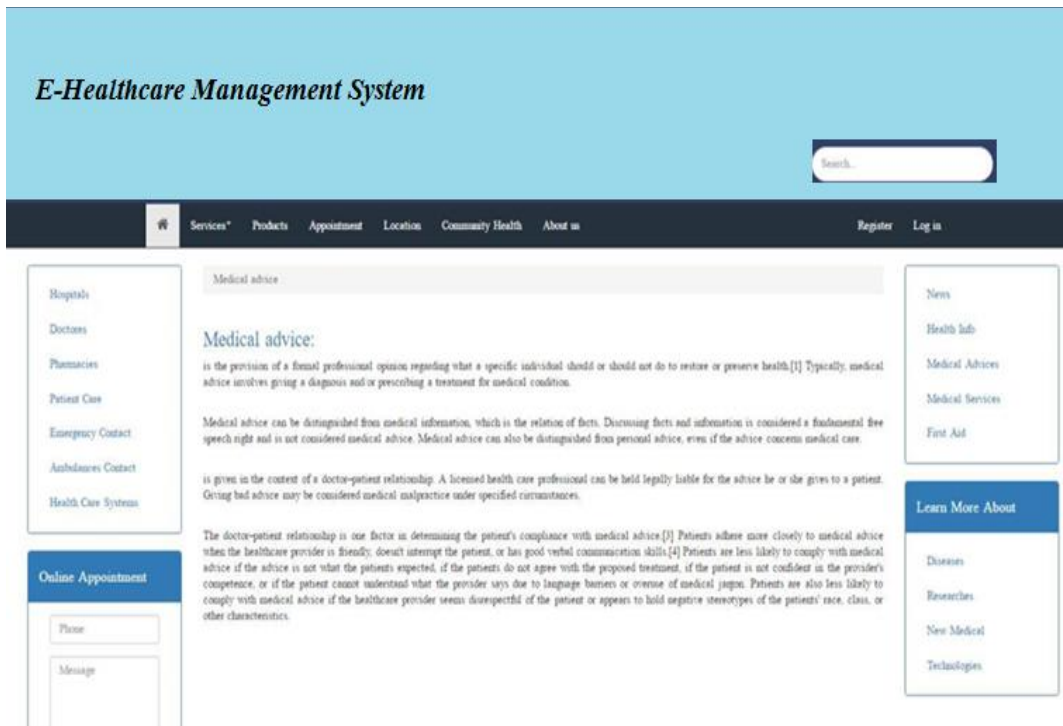 E-Healthcare Management System
Search..
Services* Products Appointment Location Community Health About us Register Log in
Hospitals
Doctores
Pharmacies
Patient Care
Emergency Contact
Ambulances Contact
Health Care Systems
Online Appointment
Phone
Message
Medical advice
Medical advice:
is the provision of a formal professional opinion regarding what a specific individual should or should not do to restore or preserve health.[1] Typically, medical
advice involves giving a diagnosis and or prescribing a treatment for medical condition.
Medical advice can be distinguished from medical information, which is the relation of facts. Discussing facts and information is considered a fundamental free
speech right and is not considered medical advice. Medical advice can also be distinguished from personal advice, even if the advice concerns medical care.
is given in the context of a doctor-patient relationship. A licensed health care professional can be held legally liable for the advice he or she gives to a patient.
Giving bad advice may be considered medical malpractice under specified circumstances.
The doctor-patient relationship is one factor in determining the patient's compliance with medical advice.[3] Patients adhere more closely to medical advice
when the healthcare provider is friendly, doesn't interrupt the patient, or has good verbal communication skills.[4] Patients are less likely to comply with medical
advice if the advice is not what the patients expected, if the patients do not agree with the proposed treatment, if the patient is not confident in the provider's
competence, or if the patient cannot understand what the provider says due to language barriers or overuse of medical jargon. Patients are also less likely to
comply with medical advice if the healthcare provider seems disrespectful of the patient or appears to hold negative stereotypes of the patients' race, class, or
other characteristics.
News
Health Info
Medical Advices
Medical Services
First Aid
Learn More About
Diseases
Researches
New Medical
Technologies